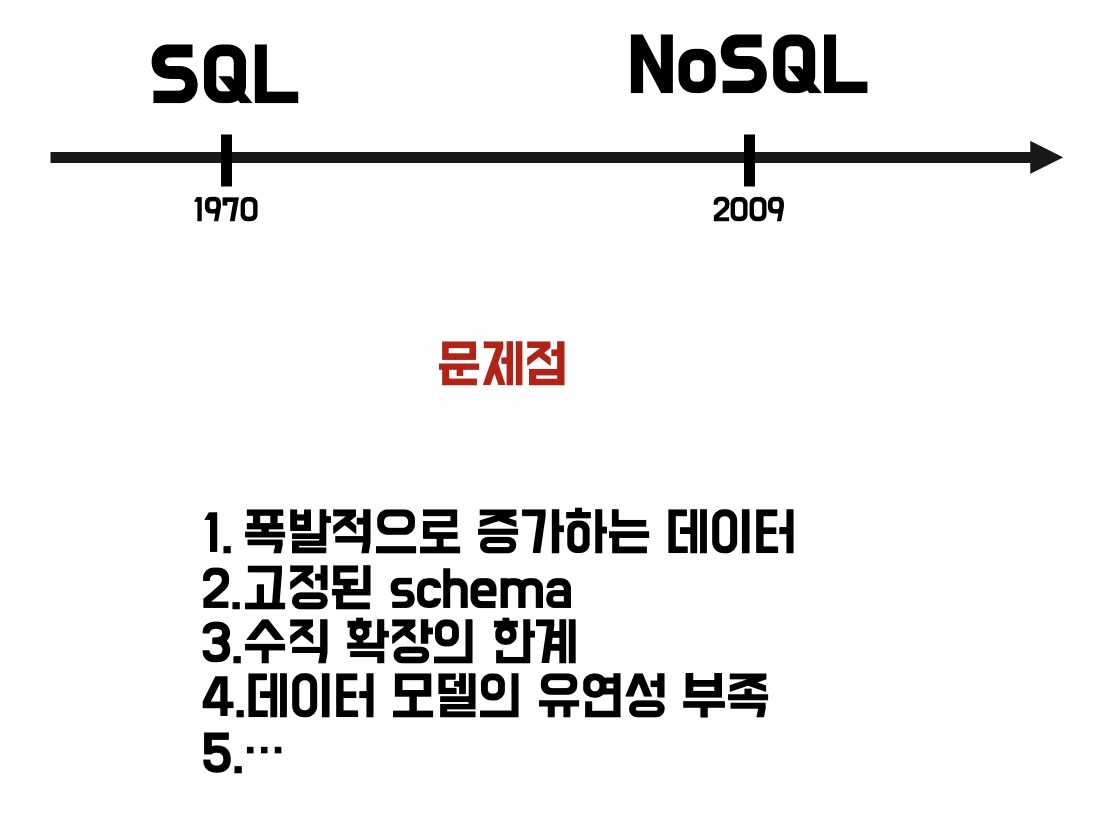 SQL
NoSQL
1970
2009
문제점
1. 폭발적으로 증가하는 데이터
2.고정된 schema
3.수직 확장의 한계
4.데이터 모델의 유연성 부족
5.…